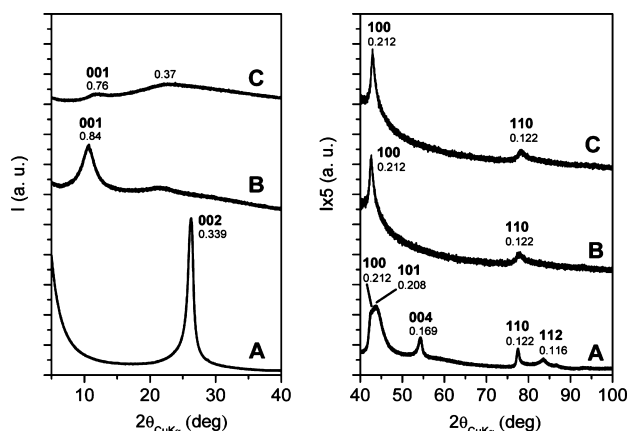 I (a. u.)
001
0.76
0.37
C
001
0.84
B
002
0.339
A
10 20 30 40
2θCuKα (deg)
Ix5 (a. u.)
100
0.212
110
0.122
C
100
0.212
110
0.122
B
100
0.212
101
0.208
004
0.169
110
0.122
112
0.116
A
40 50 60 70 80 90 100
2θCuKα (deg)